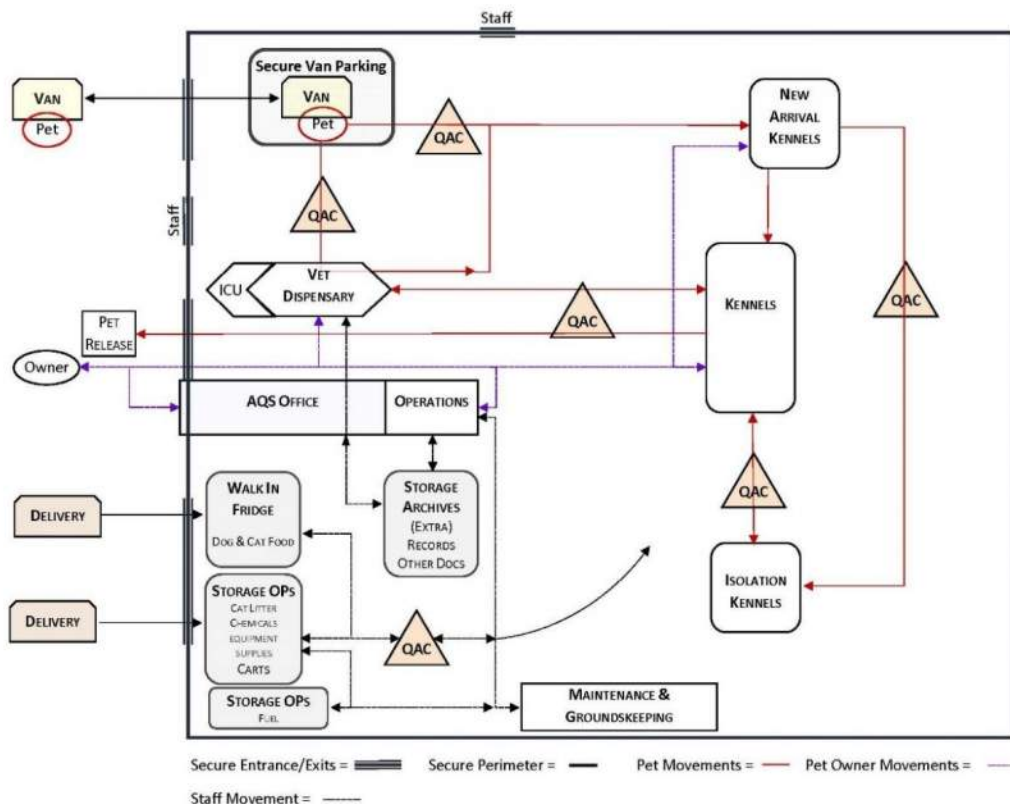 Staff
Secure Van Parking
VAN
Pet
VAN
Pet
QAC
NEW
ARRIVAL
KENNELS
Staff
QAC
ICU
VET
DISPENSARY
QAC
KENNELS
QAC
PET
RELEASE
Owner
AQS OFFICE
OPERATIONS
WALK IN
FRIDGE
DOG & CAT FOOD
STORAGE
ARCHIVES
(EXTRA)
RECORDS
OTHER DOCS
QAC
DELIVERY
ISOLATION
KENNELS
DELIVERY
STORAGE OPS
CAT LITTER
CHEMICALS
EQUIPMENT
SUPPLIES
CARTS
QAC
STORAGE OPS
FUEL
MAINTENANCE &
GROUNDSKEEPING
Secure Entrance/Exits = Secure Perimeter = Pet Movements = Pet Owner Movements =
Staff Movement =